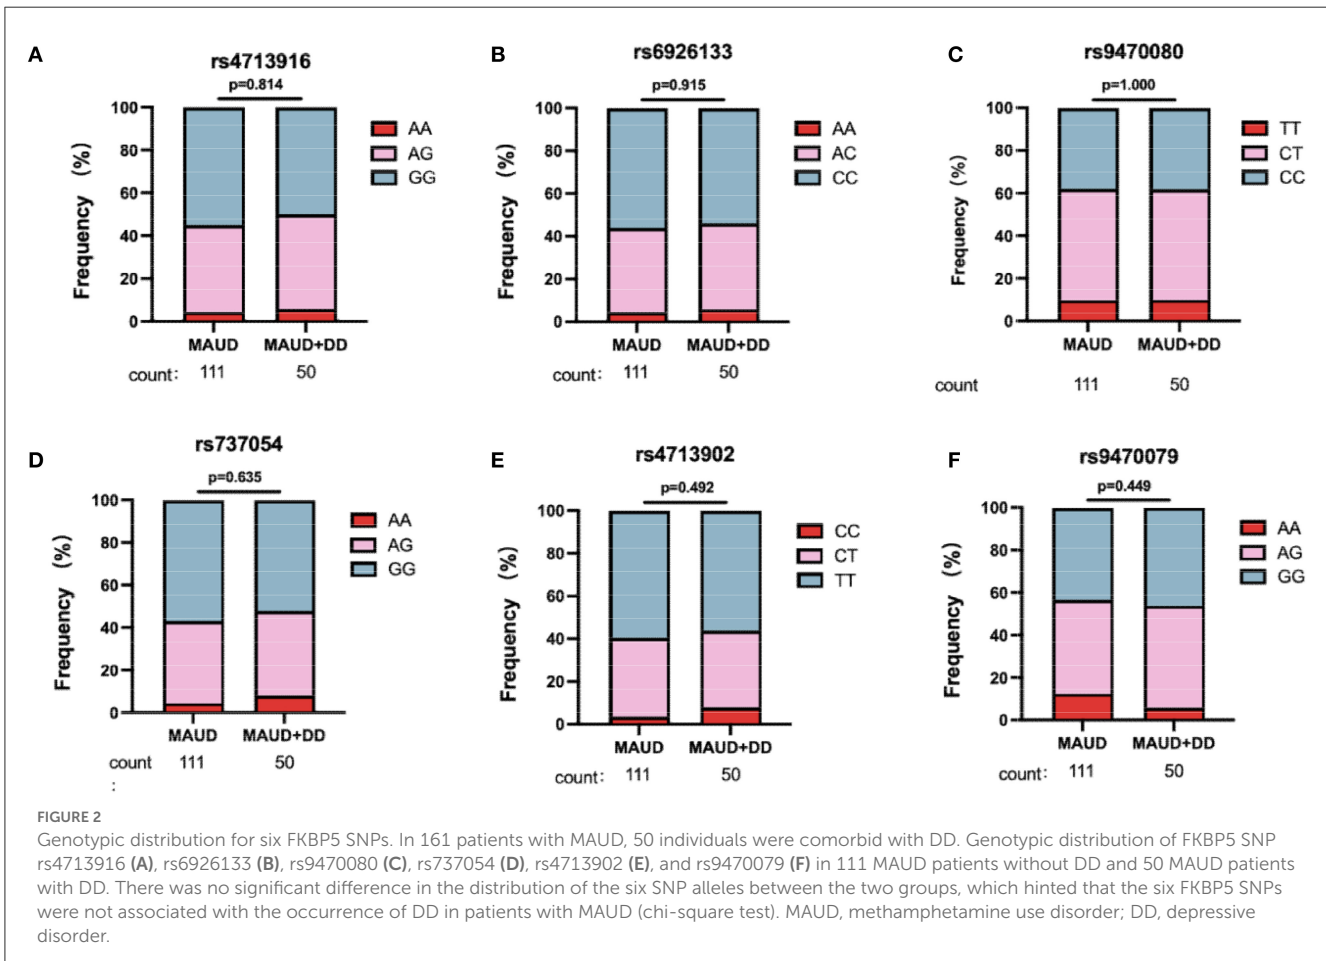 A
rs4713916
p=0.814
100
80
60
40
20
0
Frequency (%)
AA
AG
GG
MAUD MAUD+DD
count: 111 50
B
rs6926133
p=0.915
100
80
60
40
20
0
Frequency (%)
AA
AC
CC
MAUD MAUD+DD
count: 111 50
C
rs9470080
p=1.000
100
80
60
40
20
0
Frequency (%)
TT
CT
CC
MAUD MAUD+DD
count 111 50
D
rs737054
p=0.635
100
80
60
40
20
0
Frequency (%)
AA
AG
GG
MAUD MAUD+DD
count 111 50
:
E
rs4713902
p=0.492
100
80
60
40
20
0
Frequency (%)
CC
CT
TT
MAUD MAUD+DD
count: 111 50
F
rs9470079
p=0.449
100
80
60
40
20
0
Frequency (%)
AA
AG
GG
MAUD MAUD+DD
count: 111 50
FIGURE 2
Genotypic distribution for six FKBP5 SNPs. In 161 patients with MAUD, 50 individuals were comorbid with DD. Genotypic distribution of FKBP5 SNP
rs4713916 (A), rs6926133 (B), rs9470080 (C), rs737054 (D), rs4713902 (E), and rs9470079 (F) in 111 MAUD patients without DD and 50 MAUD patients
with DD. There was no significant difference in the distribution of the six SNP alleles between the two groups, which hinted that the six FKBP5 SNPs
were not associated with the occurrence of DD in patients with MAUD (chi-square test). MAUD, methamphetamine use disorder; DD, depressive
disorder.